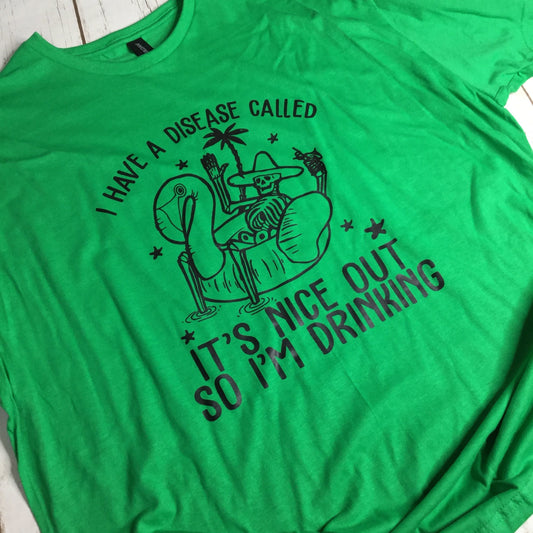 I HAVE A DISEASE CALLED
IT'S NICE OUT
SO I'M DRINKING